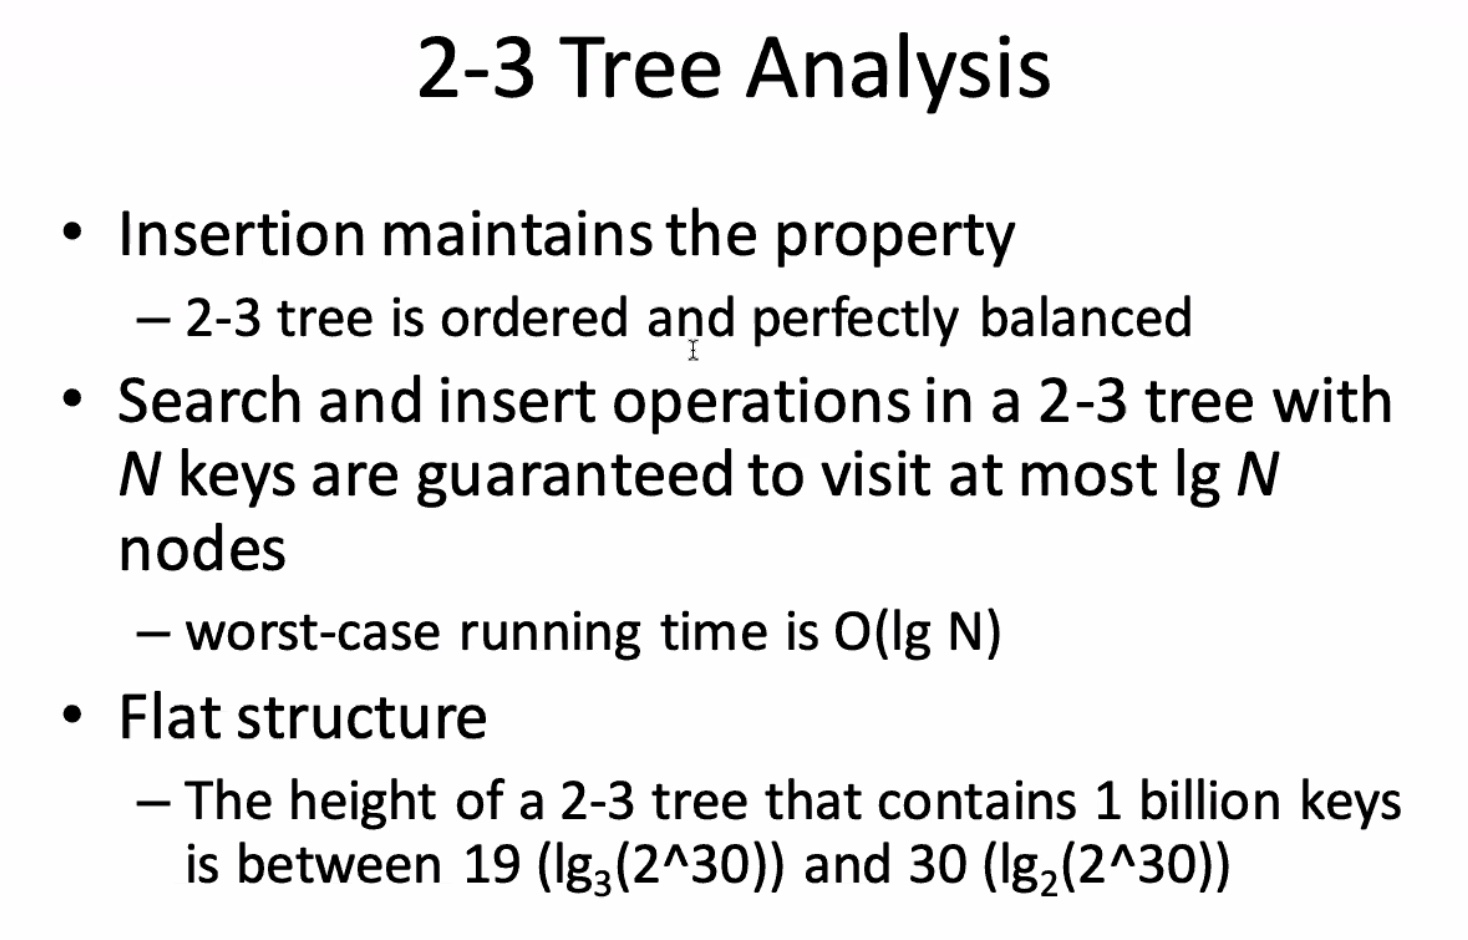 2-3 Tree Analysis
• Insertion maintains the property
– 2-3 tree is ordered and perfectly balanced
• Search and insert operations in a 2-3 tree with
N keys are guaranteed to visit at most lg N
nodes
– worst-case running time is O(lg N)
• Flat structure
– The height of a 2-3 tree that contains 1 billion keys
is between 19 (lg₃(2^30)) and 30 (lg₂(2^30))